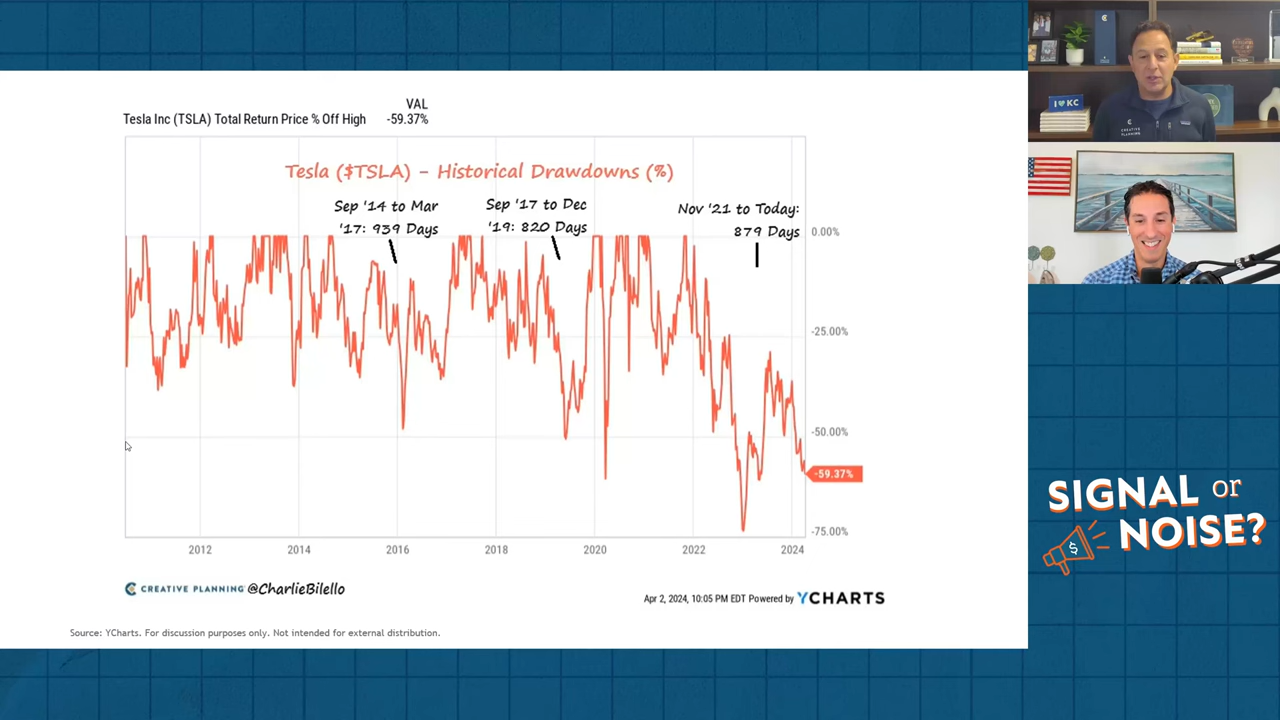 VAL
Tesla Inc (TSLA) Total Return Price % Off High -59.37%
Tesla ($TSLA) – Historical Drawdowns (%)
Sep '14 to Mar
'17: 939 Days
Sep '17 to Dec
'19: 820 Days
Nov '21 to Today:
879 Days
0.00%
-25.00%
-50.00%
-59.37%
-75.00%
2012 2014 2016 2018 2020 2022 2024
CREATIVE PLANNING @CharlieBilello
Apr 2, 2024, 10:05 PM EDT Powered by YCHARTS
Source: YCharts. For discussion purposes only. Not intended for external distribution.
I ♥ KC
CREATIVE
PLANNING
SIGNAL or
NOISE?
$